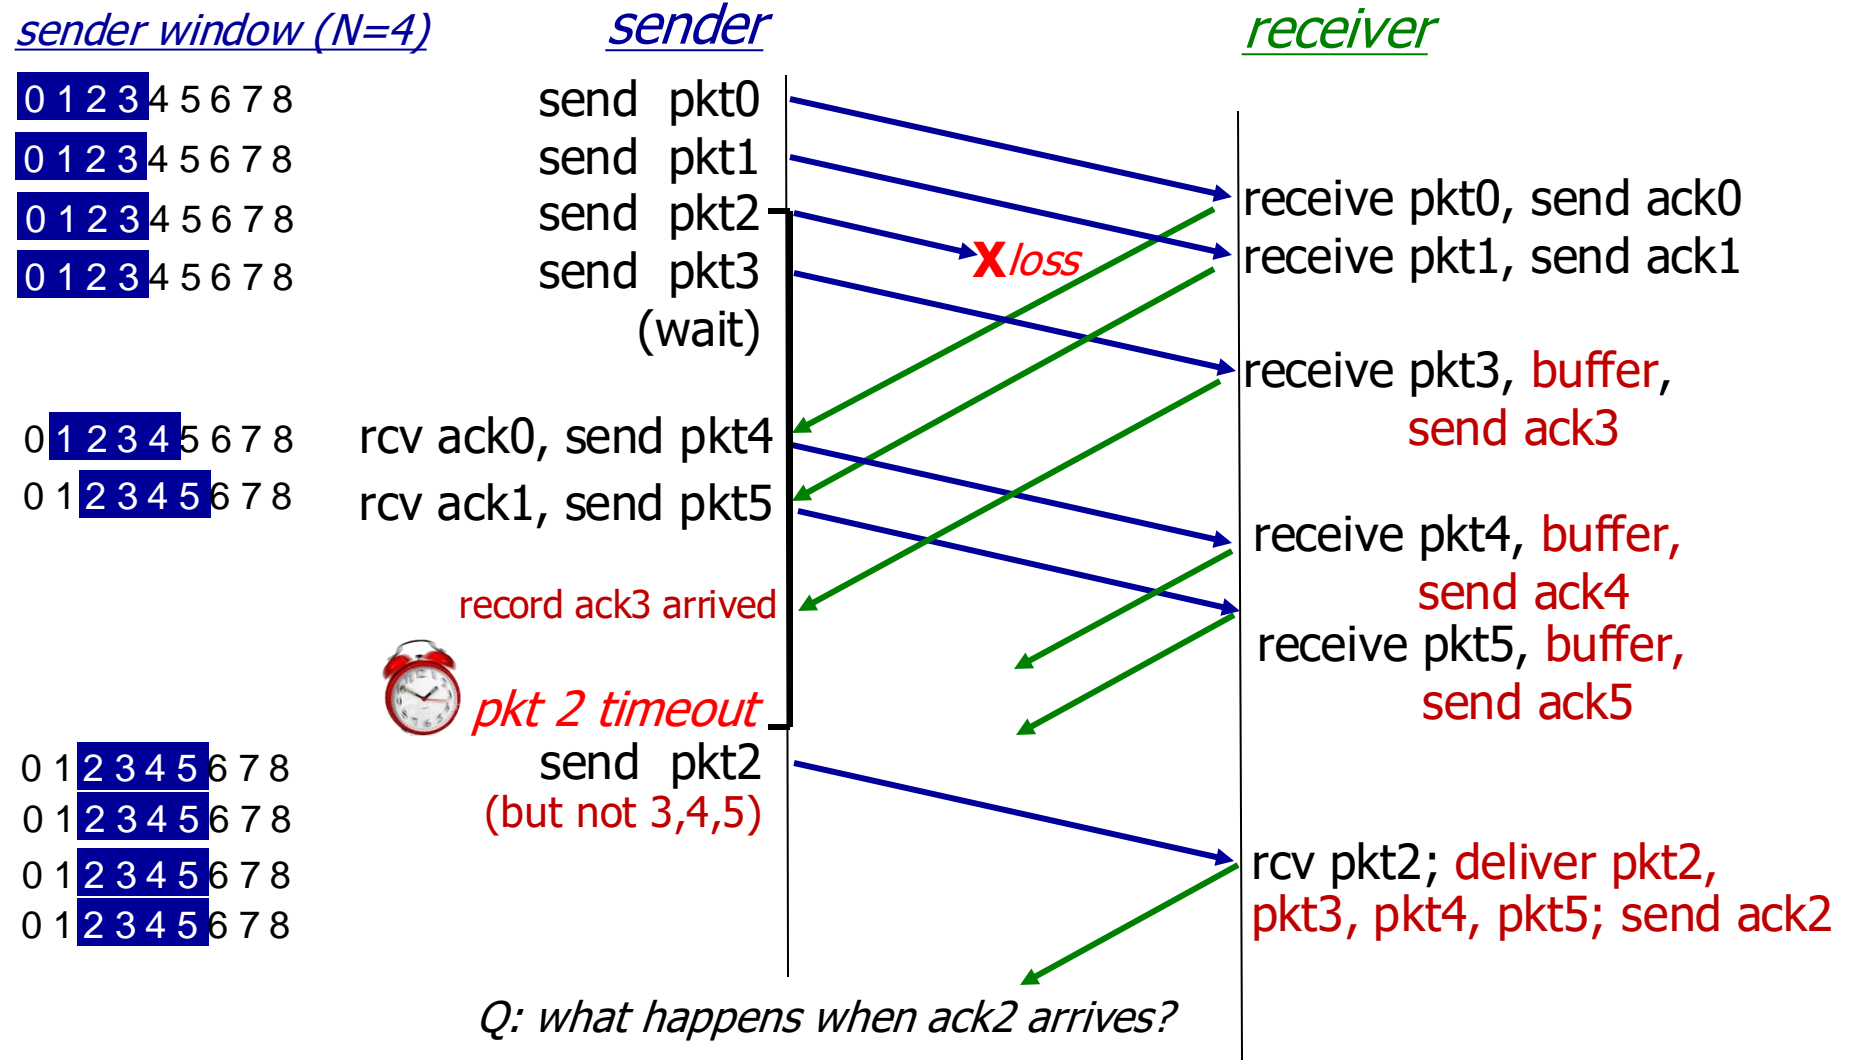 sender window (N=4) sender receiver
0 1 2 3 4 5 6 7 8 send pkt0
0 1 2 3 4 5 6 7 8 send pkt1
receive pkt0, send ack0
0 1 2 3 4 5 6 7 8 send pkt2
Xloss
receive pkt1, send ack1
0 1 2 3 4 5 6 7 8 send pkt3
(wait)
receive pkt3, buffer,
send ack3
0 1 2 3 4 5 6 7 8 rcv ack0, send pkt4
0 1 2 3 4 5 6 7 8 rcv ack1, send pkt5
receive pkt4, buffer,
send ack4
record ack3 arrived
receive pkt5, buffer,
send ack5
pkt 2 timeout
0 1 2 3 4 5 6 7 8 send pkt2
0 1 2 3 4 5 6 7 8 (but not 3,4,5)
0 1 2 3 4 5 6 7 8 rcv pkt2; deliver pkt2,
0 1 2 3 4 5 6 7 8 pkt3, pkt4, pkt5; send ack2
Q: what happens when ack2 arrives?